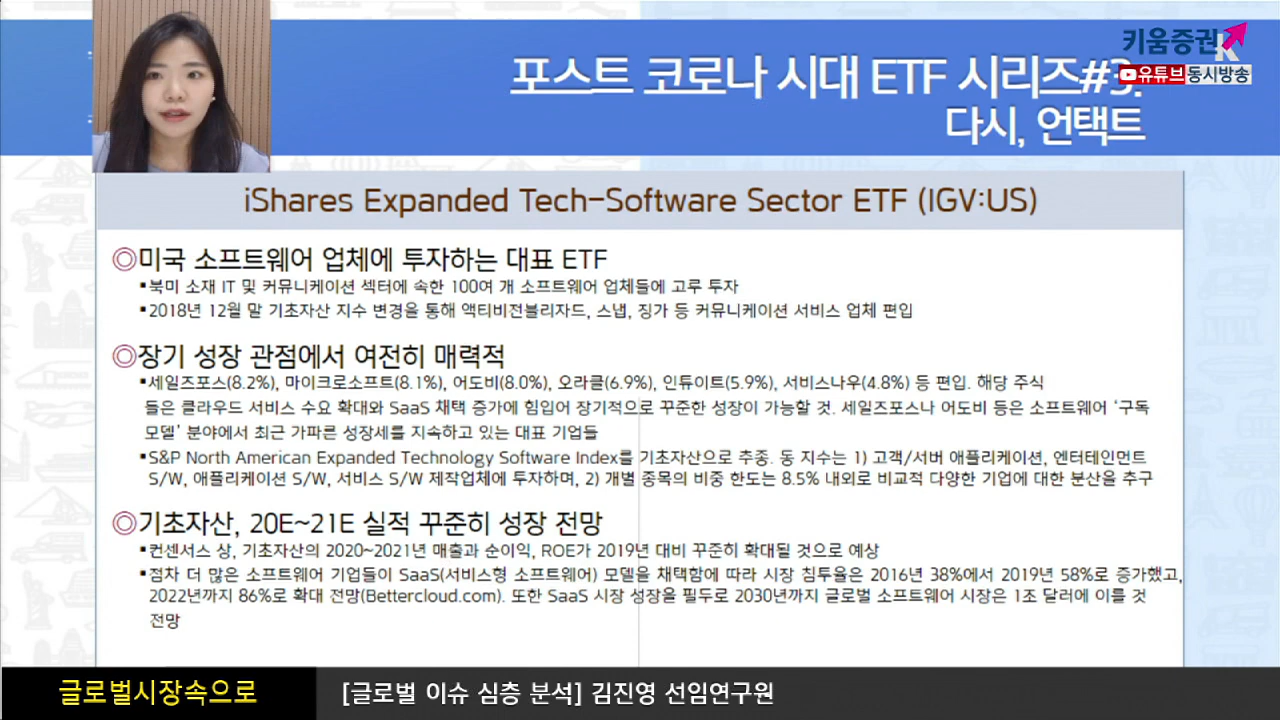 키움증권
유튜브동시방송
포스트 코로나 시대 ETF 시리즈#3.
다시, 언택트
iShares Expanded Tech-Software Sector ETF (IGV:US)
◎미국 소프트웨어 업체에 투자하는 대표 ETF
▪북미 소재 IT 및 커뮤니케이션 섹터에 속한 100여 개 소프트웨어 업체들에 고루 투자
▪2018년 12월 말 기초자산 지수 변경을 통해 액티비전블리자드, 스냅, 징가 등 커뮤니케이션 서비스 업체 편입
◎장기 성장 관점에서 여전히 매력적
▪세일즈포스(8.2%), 마이크로소프트(8.1%), 어도비(8.0%), 오라클(6.9%), 인튜이트(5.9%), 서비스나우(4.8%) 등 편입. 해당 주식
들은 클라우드 서비스 수요 확대와 SaaS 채택 증가에 힘입어 장기적으로 꾸준한 성장이 가능할 것. 세일즈포스나 어도비 등은 소프트웨어 ‘구독
모델’ 분야에서 최근 가파른 성장세를 지속하고 있는 대표 기업들
▪S&P North American Expanded Technology Software Index를 기초자산으로 추종. 동 지수는 1) 고객/서버 애플리케이션, 엔터테인먼트
S/W, 애플리케이션 S/W, 서비스 S/W 제작업체에 투자하며, 2) 개별 종목의 비중 한도는 8.5% 내외로 비교적 다양한 기업에 대한 분산을 추구
◎기초자산, 20E~21E 실적 꾸준히 성장 전망
▪컨센서스 상, 기초자산의 2020~2021년 매출과 순이익, ROE가 2019년 대비 꾸준히 확대될 것으로 예상
▪점차 더 많은 소프트웨어 기업들이 SaaS(서비스형 소프트웨어) 모델을 채택함에 따라 시장 침투율은 2016년 38%에서 2019년 58%로 증가했고,
2022년까지 86%로 확대 전망(Bettercloud.com). 또한 SaaS 시장 성장을 필두로 2030년까지 글로벌 소프트웨어 시장은 1조 달러에 이를 것
전망
글로벌시장속으로
[글로벌 이슈 심층 분석] 김진영 선임연구원